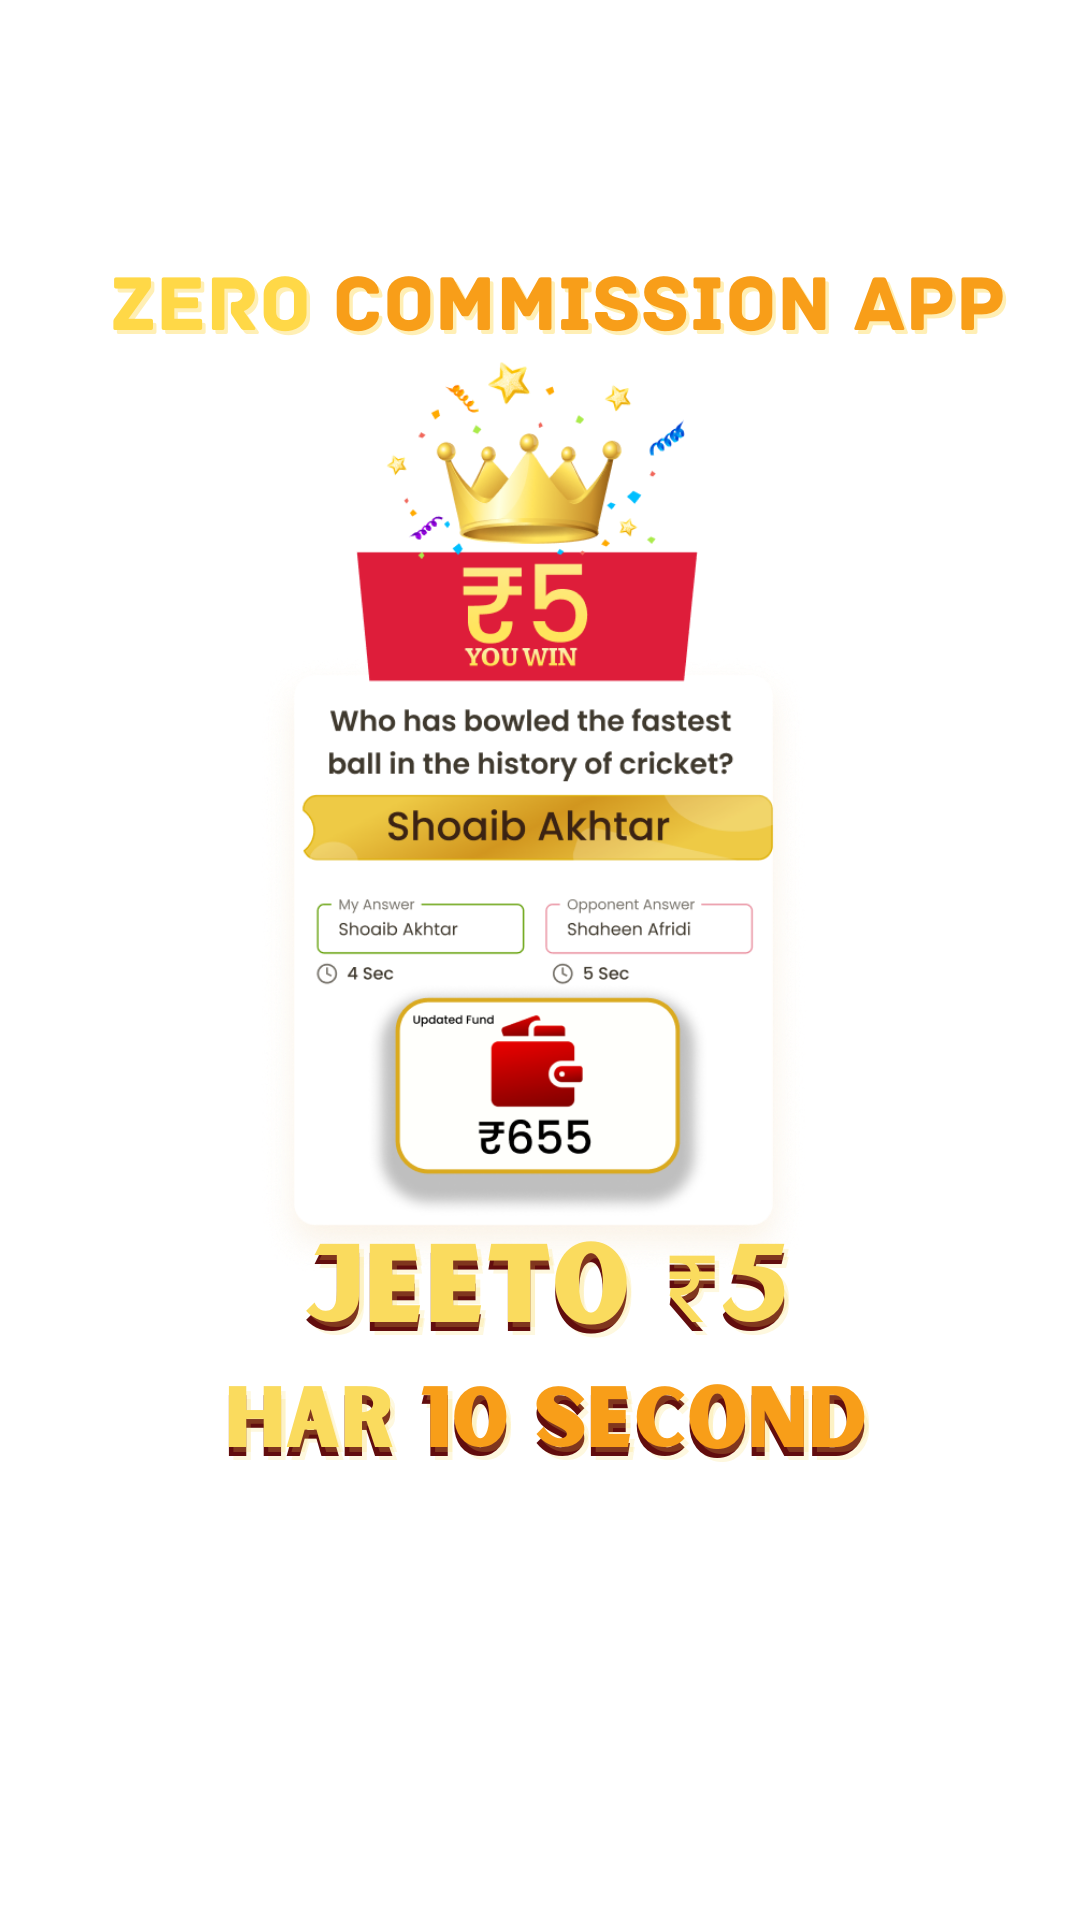 ZERO COMMISSION APP
₹5
YOU WIN
Who has bowled the fastest
ball in the history of cricket?
Shoaib Akhtar
My Answer
Shoaib Akhtar
4 Sec
Opponent Answer
Shaheen Afridi
5 Sec
Updated Fund
₹655
JEETO ₹5
HAR 10 SECOND